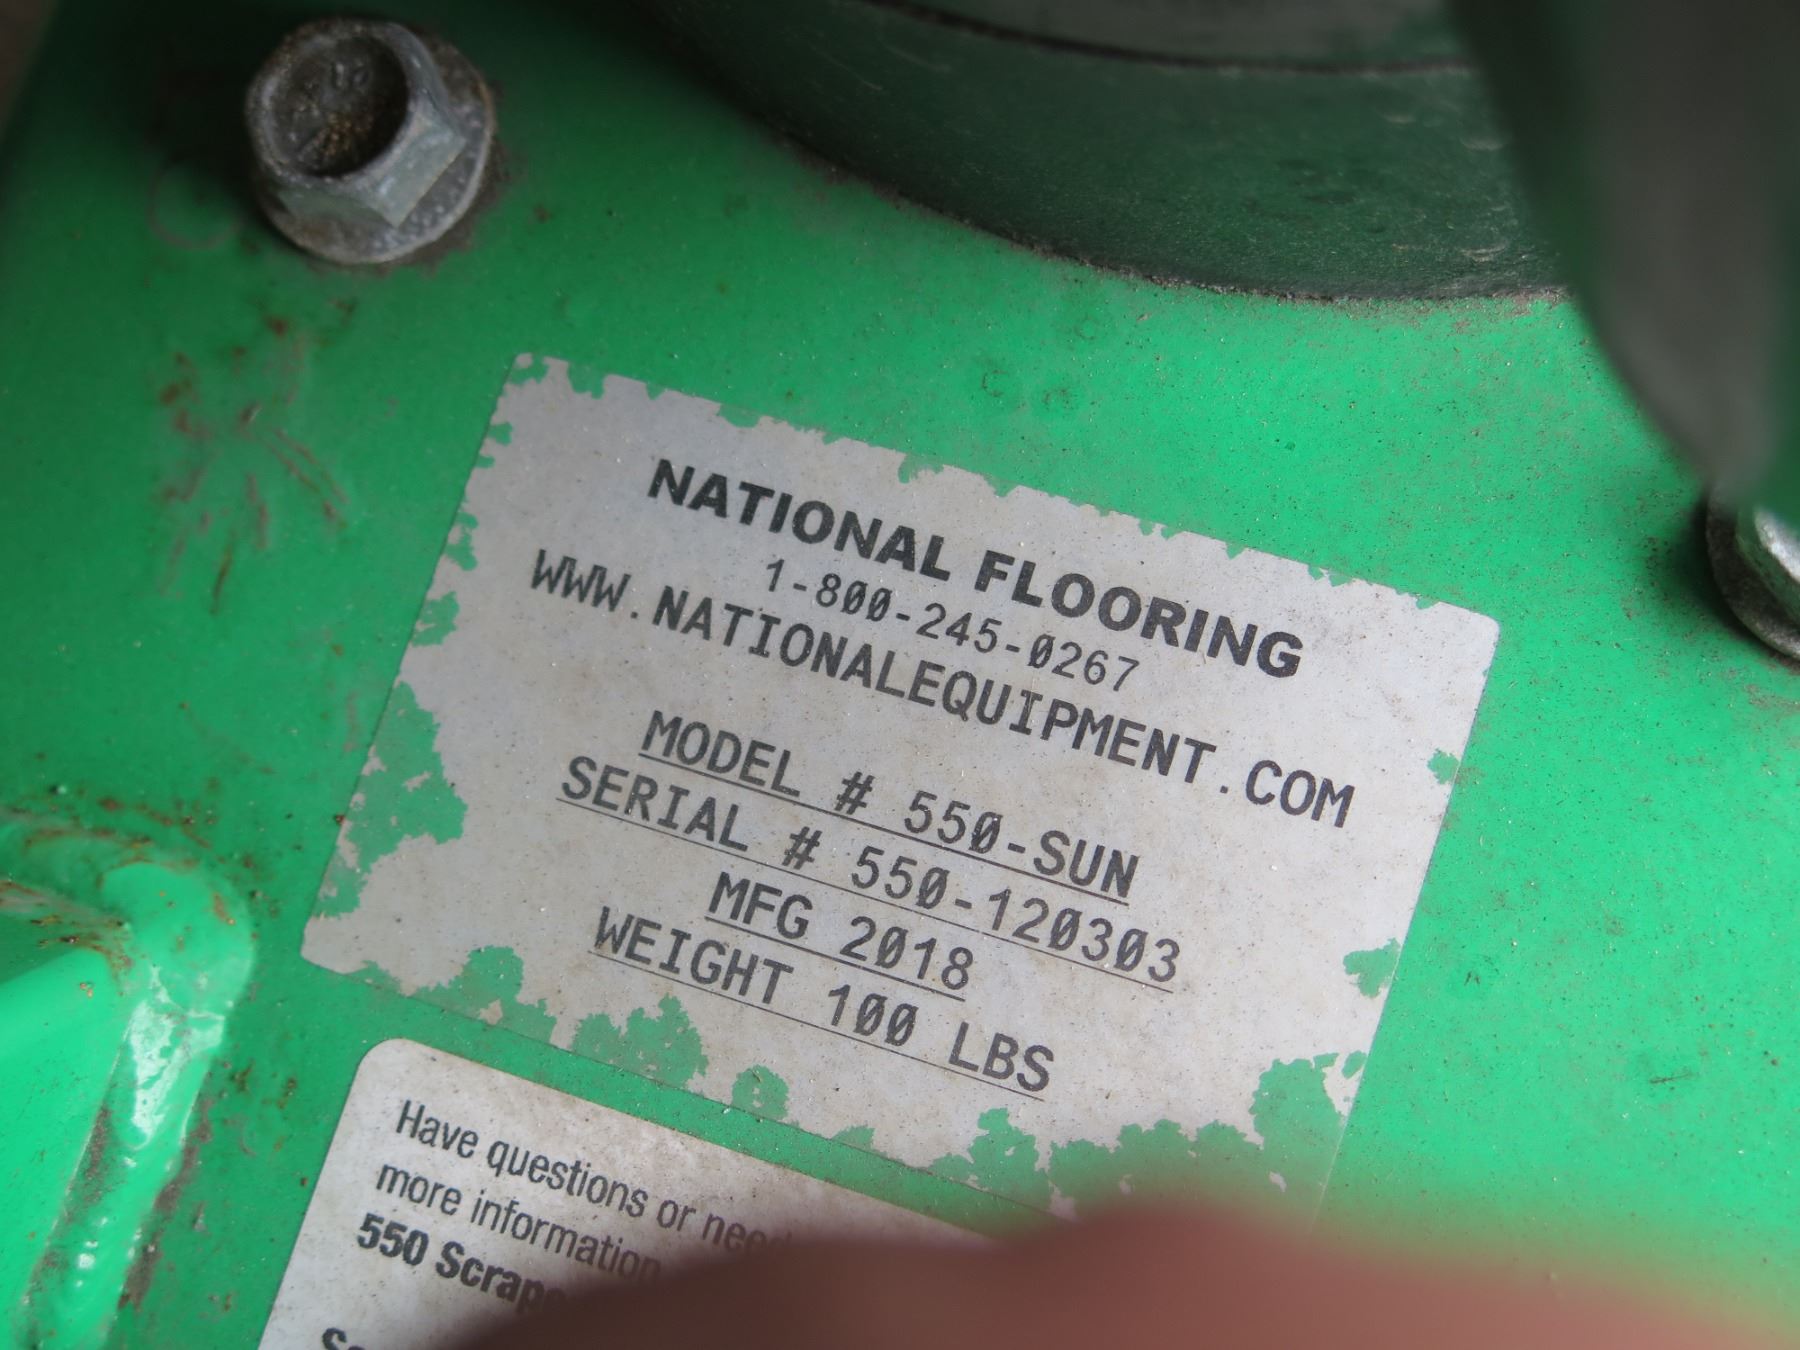 NATIONAL FLOORING
1-800-245-0267
WWW.NATIONALEQUIPMENT.COM
MODEL # 550-SUN
SERIAL # 550-120303
MFG 2018
WEIGHT 100 LBS
Have questions or need
more information
550